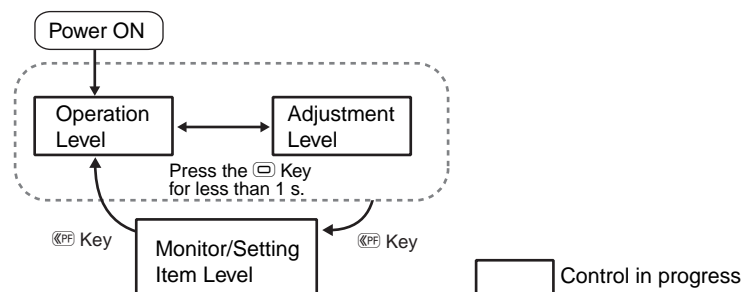 Power ON
Operation
Level
Adjustment
Level
Press the Key
for less than 1 s.
PF Key
PF Key
Monitor/Setting
Item Level
Control in progress